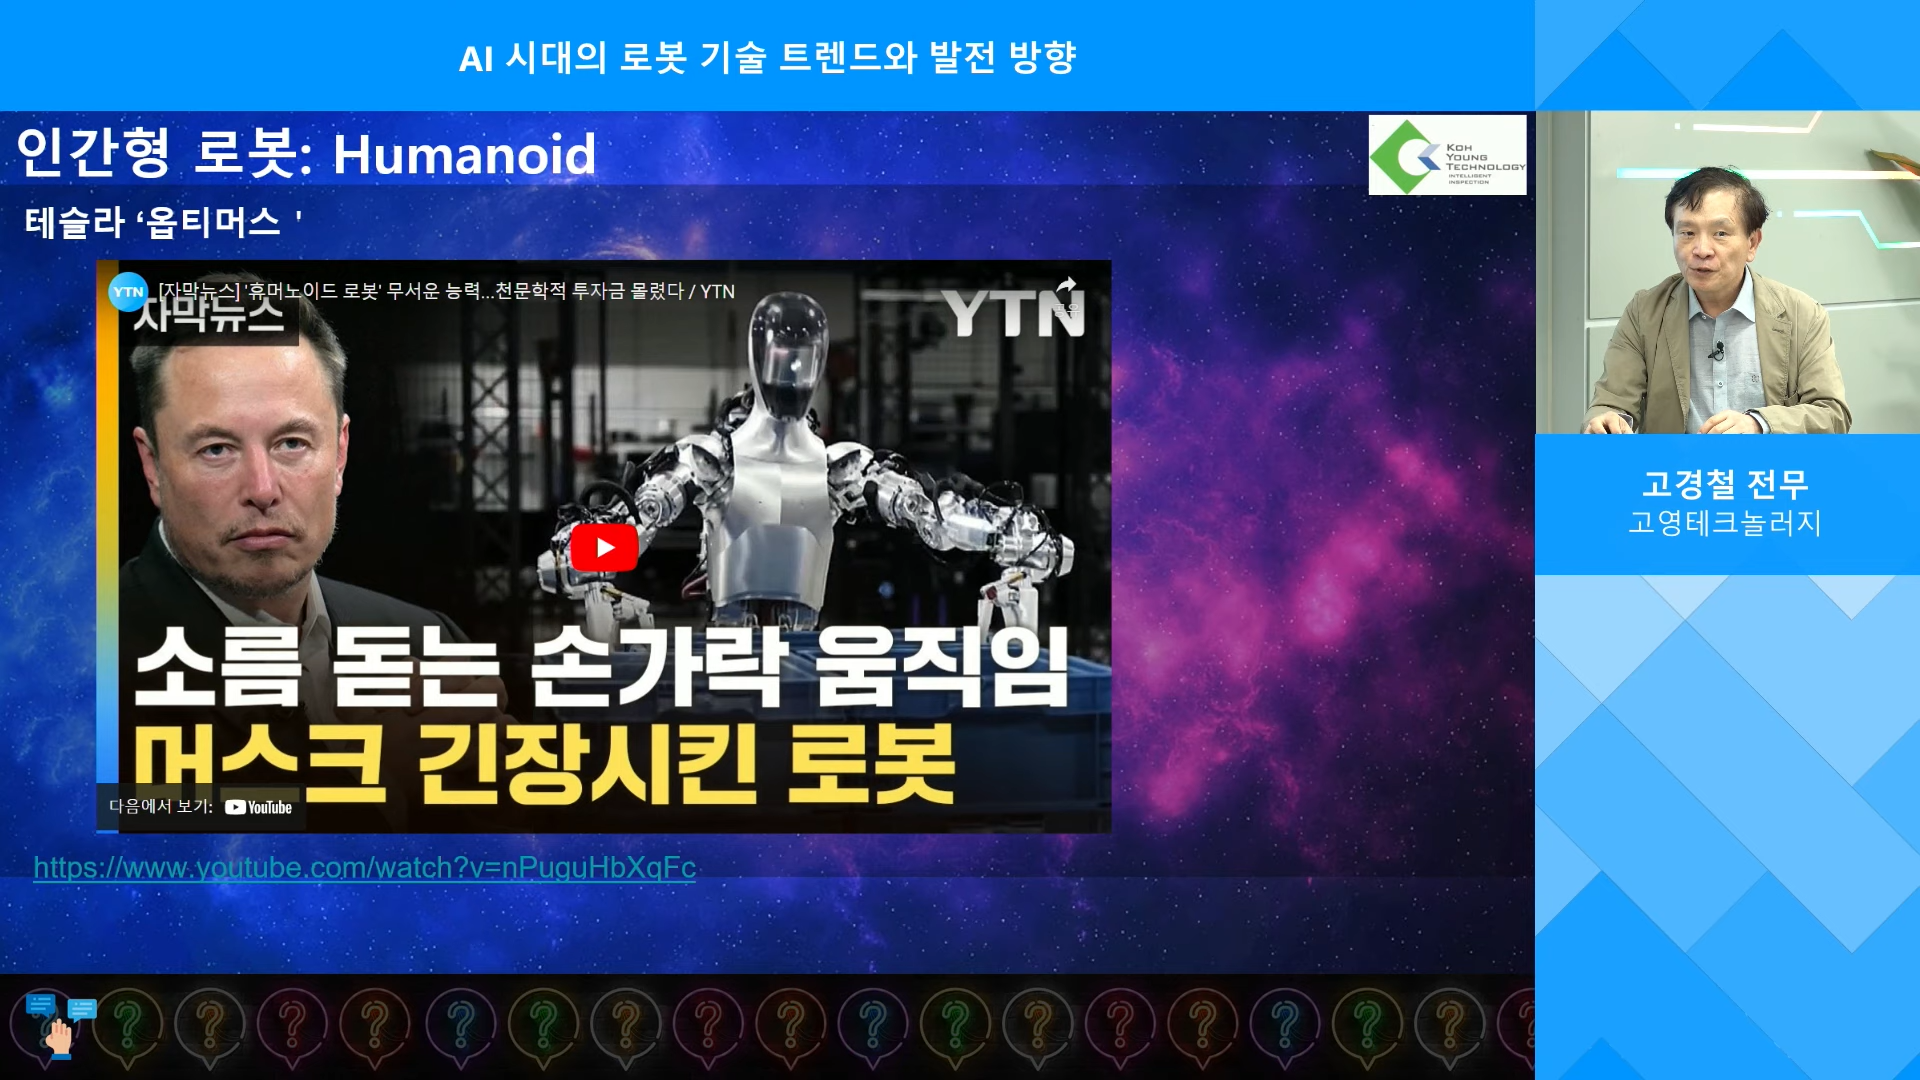 AI 시대의 로봇 기술 트렌드와 발전 방향
인간형 로봇: Humanoid
KOH YOUNG TECHNOLOGY
INTELLIGENT INSPECTION
테슬라 ‘옵티머스 '
YTN
[자막뉴스] '휴머노이드 로봇' 무서운 능력...천문학적 투자금 몰렸다 / YTN
자막뉴스
YTN
공유
소름 돋는 손가락 움직임
머스크 긴장시킨 로봇
다음에서 보기: YouTube
https://www.youtube.com/watch?v=nPuguHbXqFc
고경철 전무
고영테크놀러지